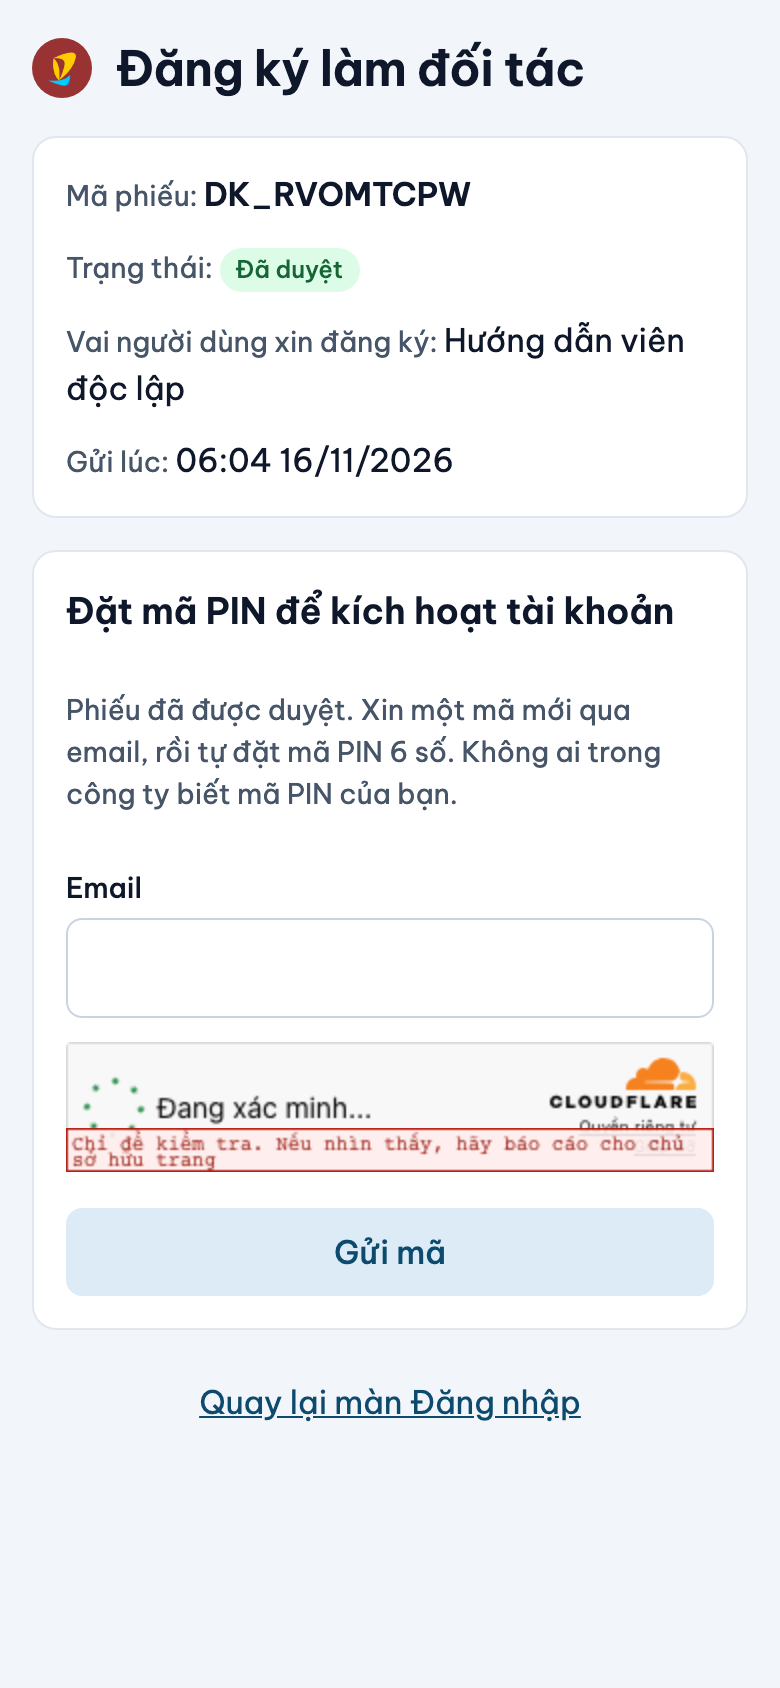 Đăng ký làm đối tác
Mã phiếu: DK_RVOMTCPW
Trạng thái: Đã duyệt
Vai người dùng xin đăng ký: Hướng dẫn viên
độc lập
Gửi lúc: 06:04 16/11/2026
Đặt mã PIN để kích hoạt tài khoản
Phiếu đã được duyệt. Xin một mã mới qua
email, rồi tự đặt mã PIN 6 số. Không ai trong
công ty biết mã PIN của bạn.
Email
Đang xác minh...
CLOUDFLARE
Quyền riêng tư
Chỉ để kiểm tra. Nếu nhìn thấy, hãy báo cáo cho chủ
sở hữu trang
Gửi mã
Quay lại màn Đăng nhập